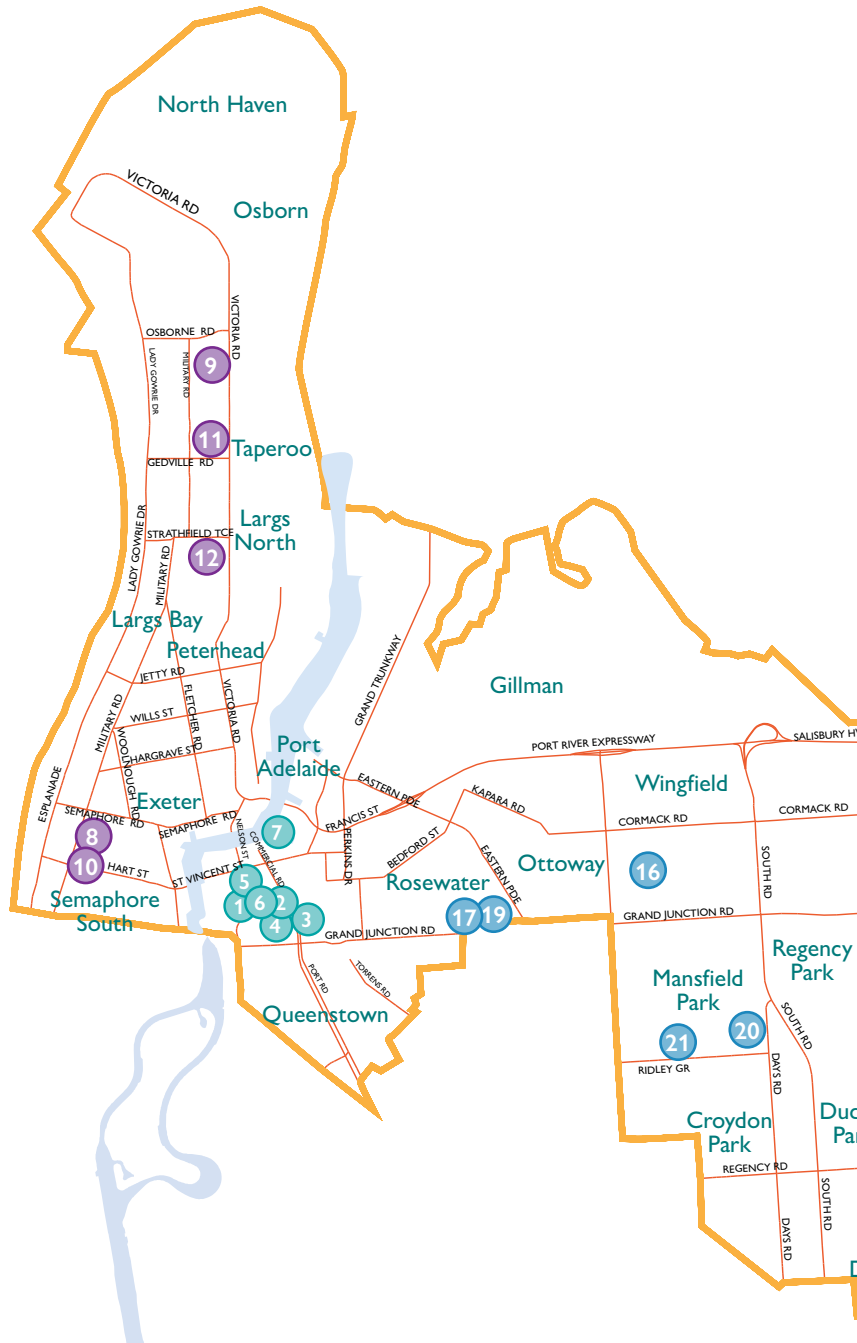 North Haven
VICTORIA RD
Osborn
VICTORIA RD
OSBORNE RD
LADY GOWRIE DR
MILITARY RD
9
11
Taperoo
GEDVILLE RD
Largs
North
STRATHFIELD TCE
12
LADY GOWRIE DR
MILITARY RD
Largs Bay
Peterhead
JETTY RD
GRAND TRUNKWAY
Gillman
MILITARY RD
WILLS ST
FLETCHER RD
VICTORIA RD
WOOLNOUGH RD
HARGRAVE ST
Port
Adelaide
PORT RIVER EXPRESSWAY
SALISBURY HW
ESPLANADE
Exeter
EASTERN PDE
KAPARA RD
Wingfield
SEMAPHORE RD
SEMAPHORE RD
FRANCIS ST
CORMACK RD
CORMACK RD
8
7
NELSON ST
COMMERCIAL RD
PERKINS DR
BEDFORD ST
EASTERN PDE
Ottoway
SOUTH RD
10
HART ST
ST VINCENT ST
5
Rosewater
16
Semaphore
South
1
6
2
4
3
17
19
GRAND JUNCTION RD
GRAND JUNCTION RD
Regency
Park
PORT RD
TORRENS RD
Mansfield
Park
Queenstown
21
20
SOUTH RD
RIDLEY GR
DAYS RD
Croydon
Park
Duc
Par
REGENCY RD
SOUTH RD
DAYS RD
D